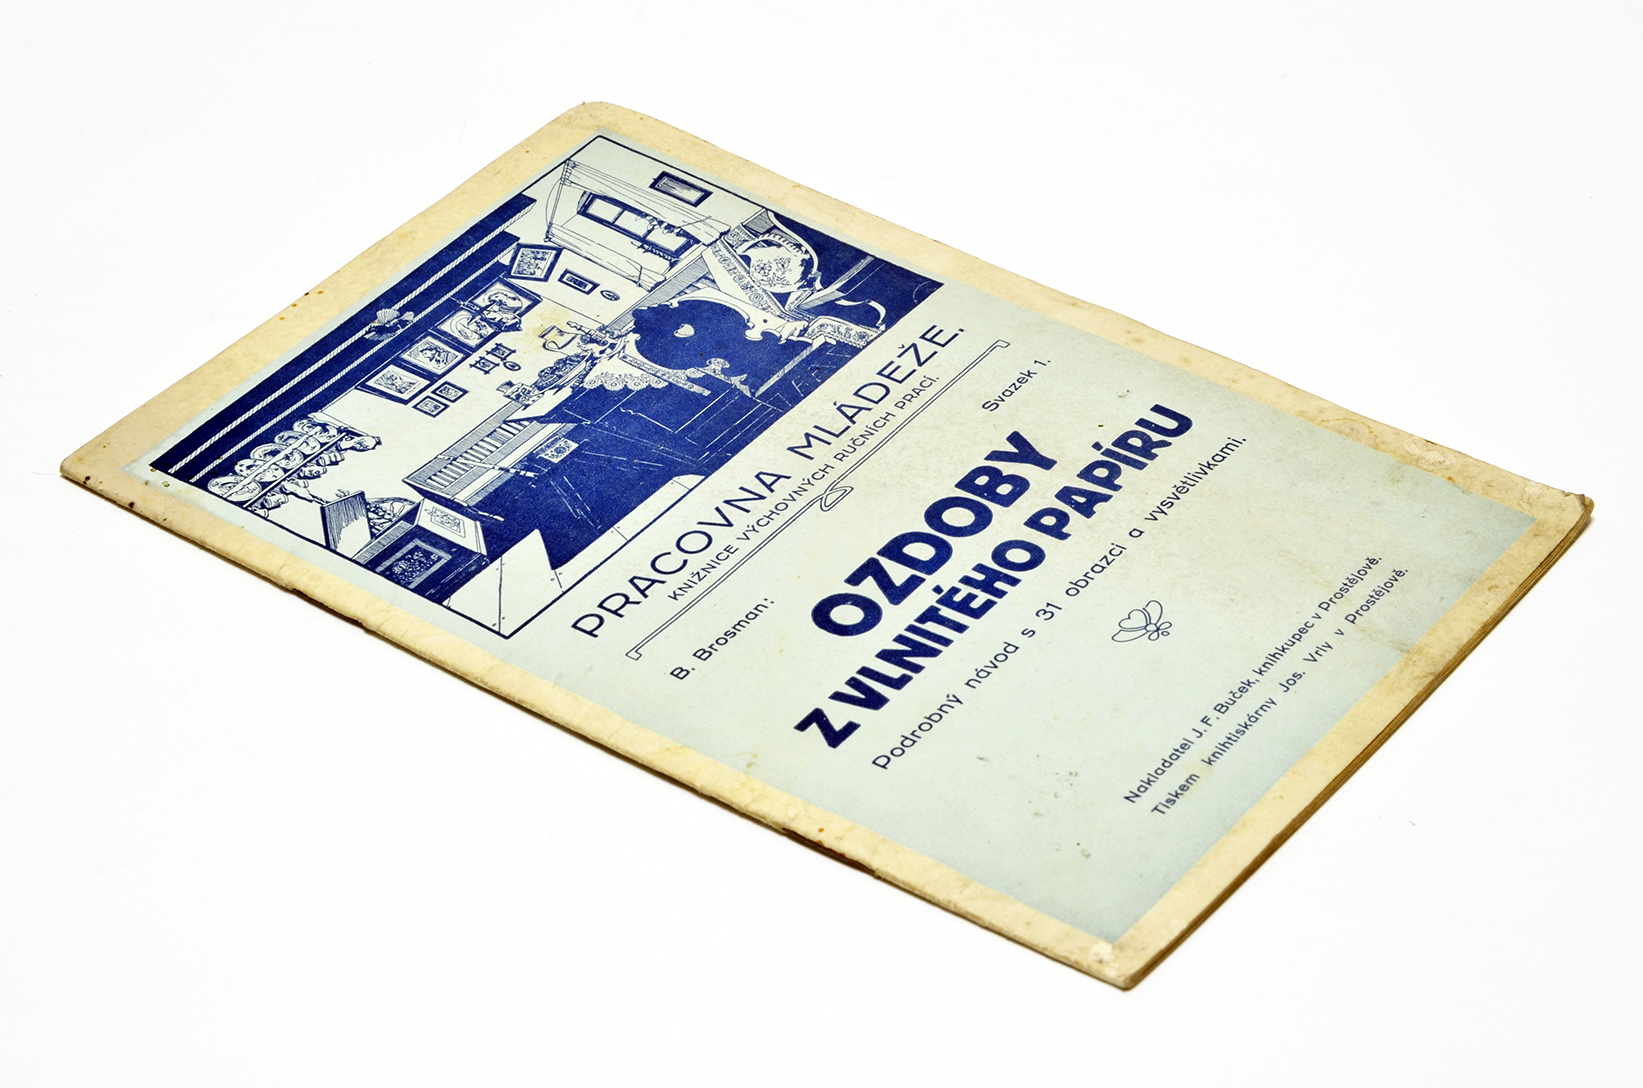 PRACOVNA MLÁDEŽE.
KNIŽNICE VÝCHOVNÝCH RUČNÍCH PRACÍ.
B. Brosman: Svazek 1.
OZDOBY
Z VLNITÉHO PAPÍRU
Podrobný návod s 31 obrazci a vysvětlivkami.
Nakladatel J. F. Buček, knihkupec v Prostějově.
Tiskem knihtiskárny Jos. Vrly v Prostějově.